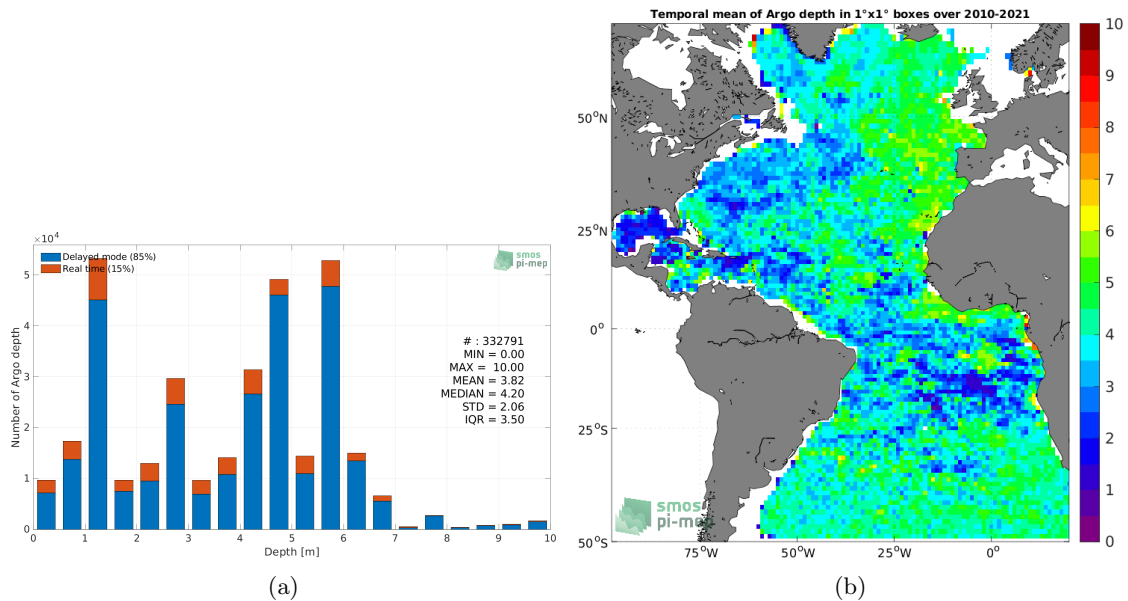 Temporal mean of Argo depth in 1°x1° boxes over 2010-2021
×10⁴
Delayed mode (85%)
Real time (15%)
smos
pi-mep
Number of Argo depth
5
4
3
2
1
0
# : 332791
MIN = 0.00
MAX = 10.00
MEAN = 3.82
MEDIAN = 4.20
STD = 2.06
IQR = 3.50
0 1 2 3 4 5 6 7 8 9 10
Depth [m]
(a)
50°N
25°N
0°
25°S
50°S
75°W 50°W 25°W 0°
smos
pi-mep
10
9
8
7
6
5
4
3
2
1
0
(b)